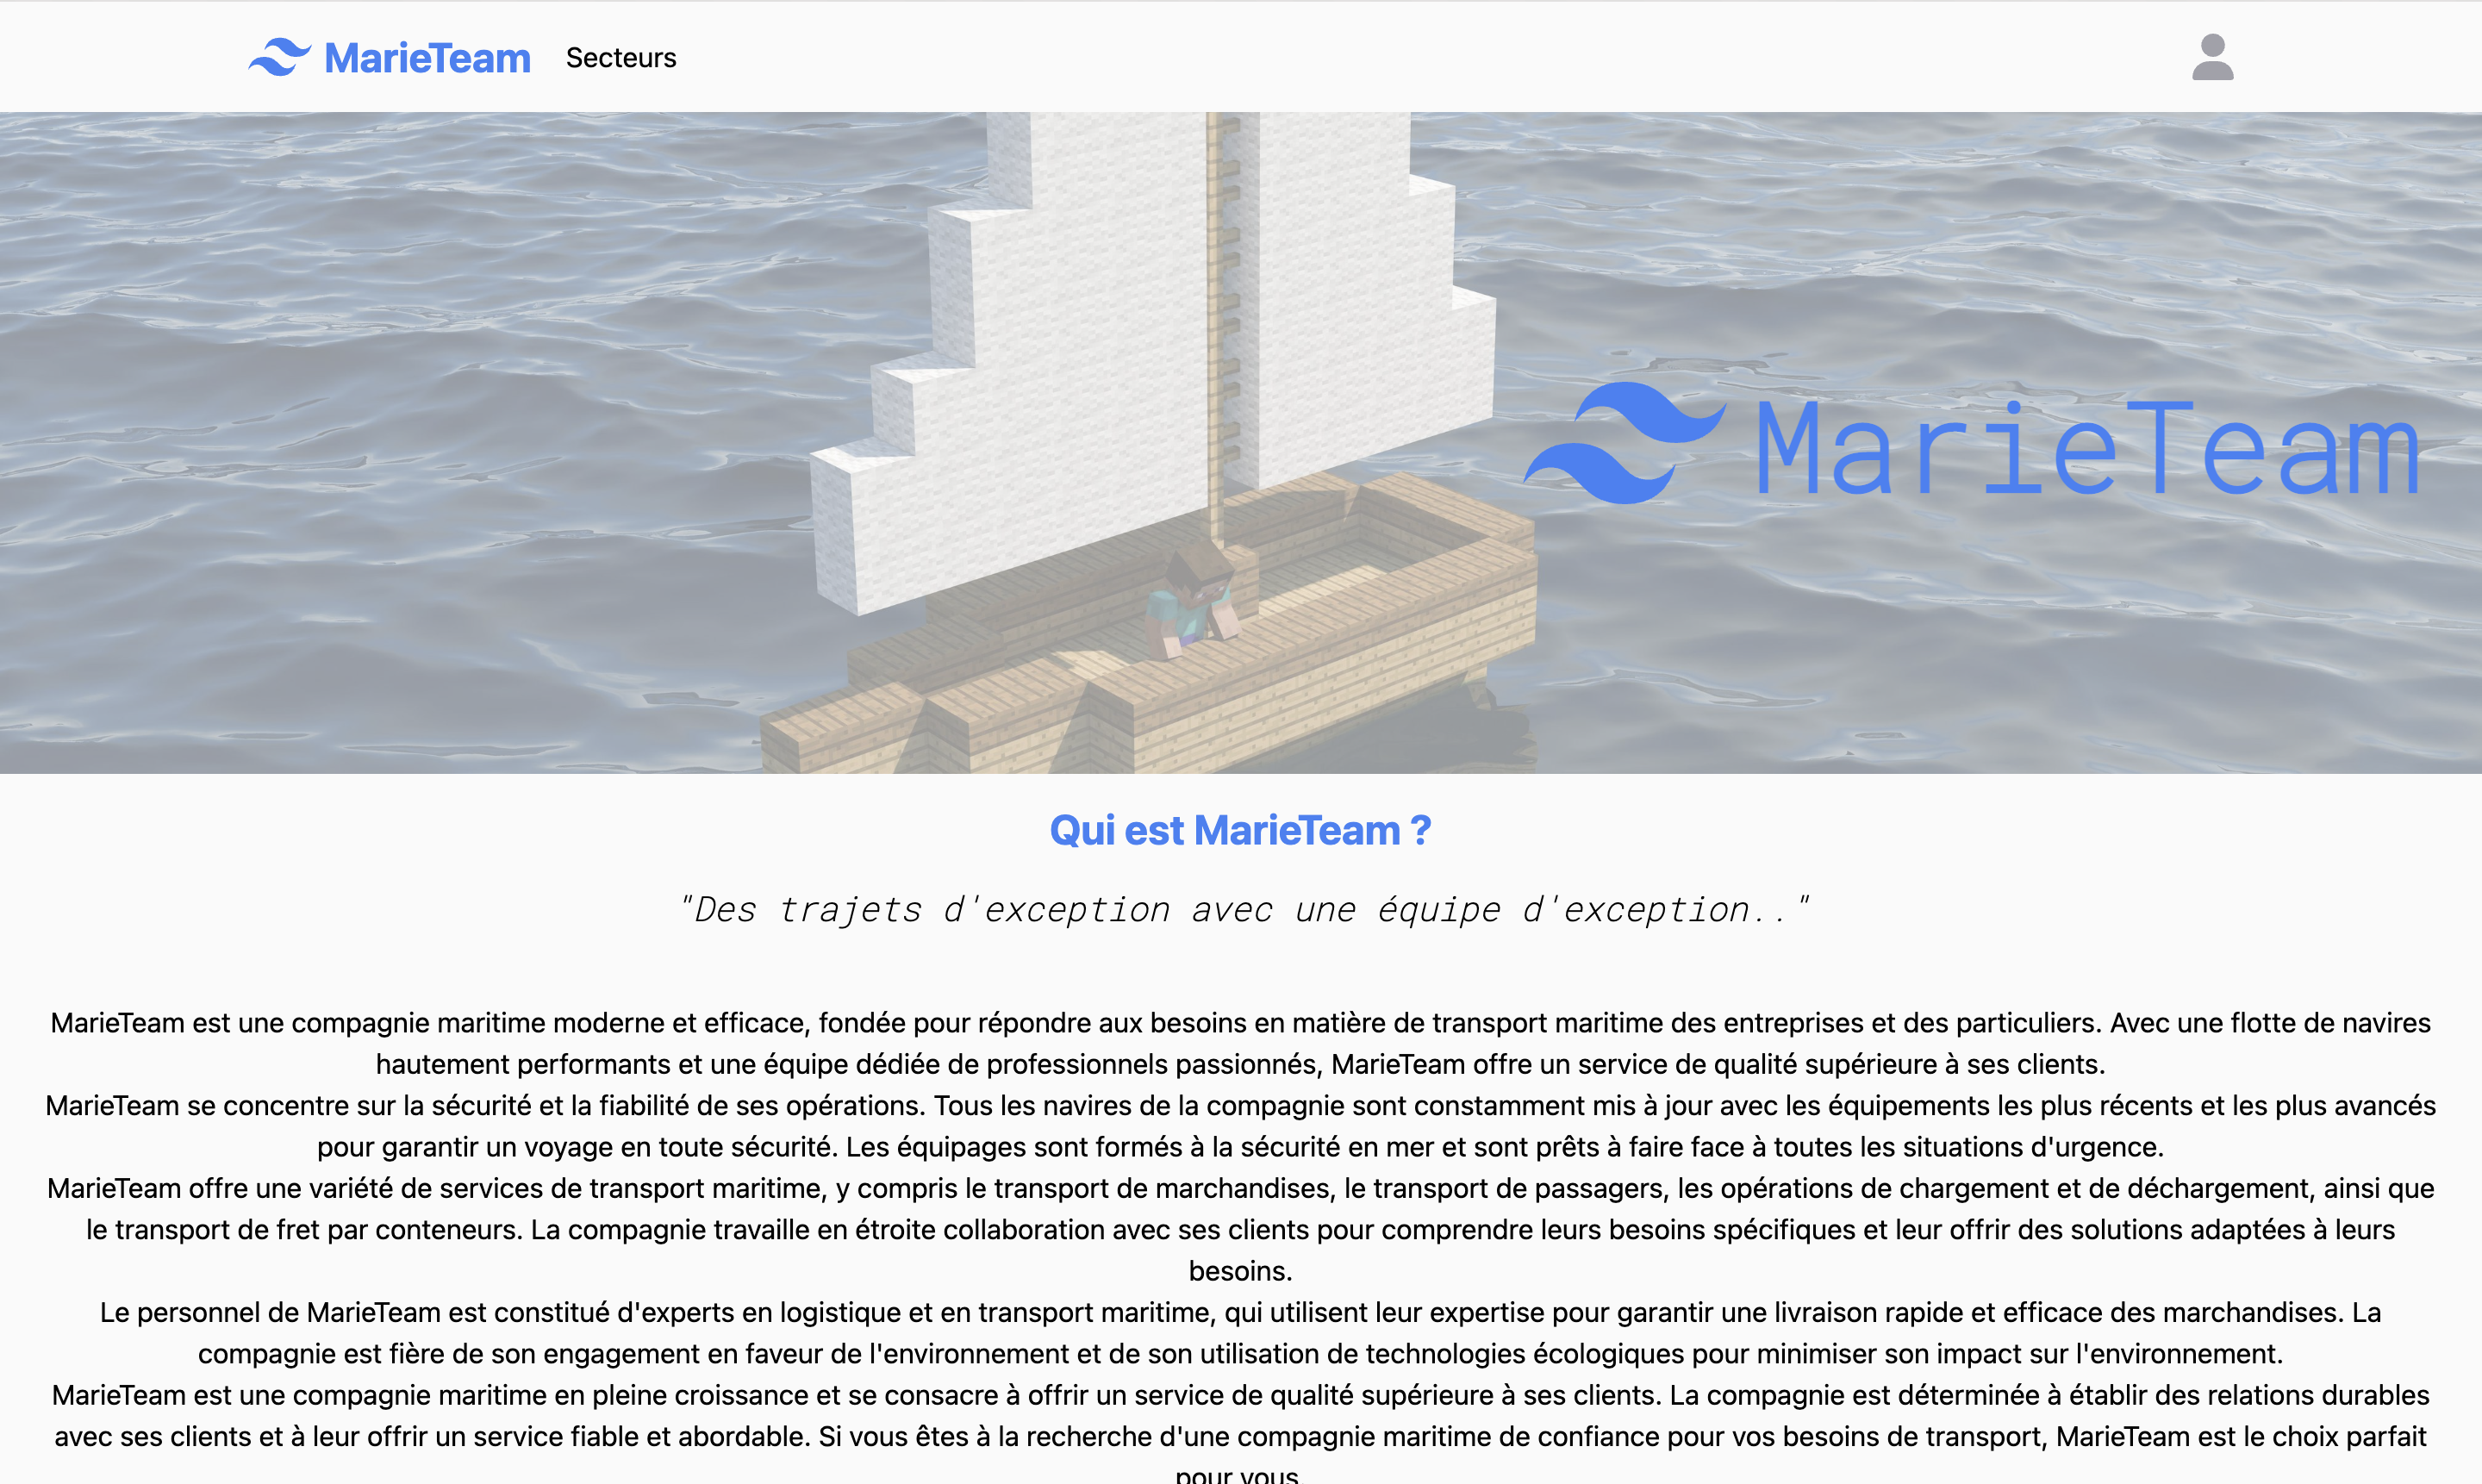 MarieTeam Secteurs
MarieTeam
Qui est MarieTeam ?
"Des trajets d'exception avec une équipe d'exception.."
MarieTeam est une compagnie maritime moderne et efficace, fondée pour répondre aux besoins en matière de transport maritime des entreprises et des particuliers. Avec une flotte de navires
hautement performants et une équipe dédiée de professionnels passionnés, MarieTeam offre un service de qualité supérieure à ses clients.
MarieTeam se concentre sur la sécurité et la fiabilité de ses opérations. Tous les navires de la compagnie sont constamment mis à jour avec les équipements les plus récents et les plus avancés
pour garantir un voyage en toute sécurité. Les équipages sont formés à la sécurité en mer et sont prêts à faire face à toutes les situations d'urgence.
MarieTeam offre une variété de services de transport maritime, y compris le transport de marchandises, le transport de passagers, les opérations de chargement et de déchargement, ainsi que
le transport de fret par conteneurs. La compagnie travaille en étroite collaboration avec ses clients pour comprendre leurs besoins spécifiques et leur offrir des solutions adaptées à leurs
besoins.
Le personnel de MarieTeam est constitué d'experts en logistique et en transport maritime, qui utilisent leur expertise pour garantir une livraison rapide et efficace des marchandises. La
compagnie est fière de son engagement en faveur de l'environnement et de son utilisation de technologies écologiques pour minimiser son impact sur l'environnement.
MarieTeam est une compagnie maritime en pleine croissance et se consacre à offrir un service de qualité supérieure à ses clients. La compagnie est déterminée à établir des relations durables
avec ses clients et à leur offrir un service fiable et abordable. Si vous êtes à la recherche d'une compagnie maritime de confiance pour vos besoins de transport, MarieTeam est le choix parfait
pour vous.